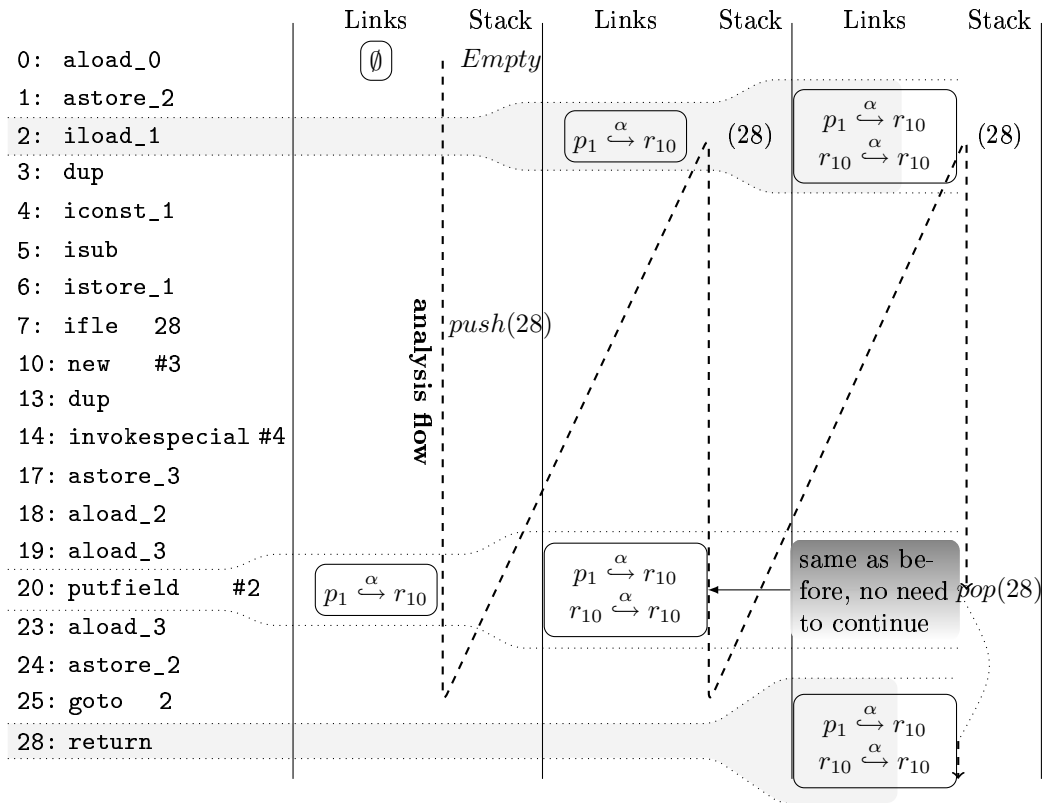 Links Stack Links Stack Links Stack
0: aload_0 ∅ Empty
1: astore_2
2: iload_1 p₁ ↪α r₁₀ (28) p₁ ↪α r₁₀ (28)
r₁₀ ↪α r₁₀
3: dup
4: iconst_1
5: isub
6: istore_1
7: ifle 28 push(28)
analysis flow
10: new #3
13: dup
14: invokespecial #4
17: astore_3
18: aload_2
19: aload_3
20: putfield #2 p₁ ↪α r₁₀ p₁ ↪α r₁₀
r₁₀ ↪α r₁₀
same as be-
fore, no need pop(28)
to continue
23: aload_3
24: astore_2
25: goto 2
28: return p₁ ↪α r₁₀
r₁₀ ↪α r₁₀